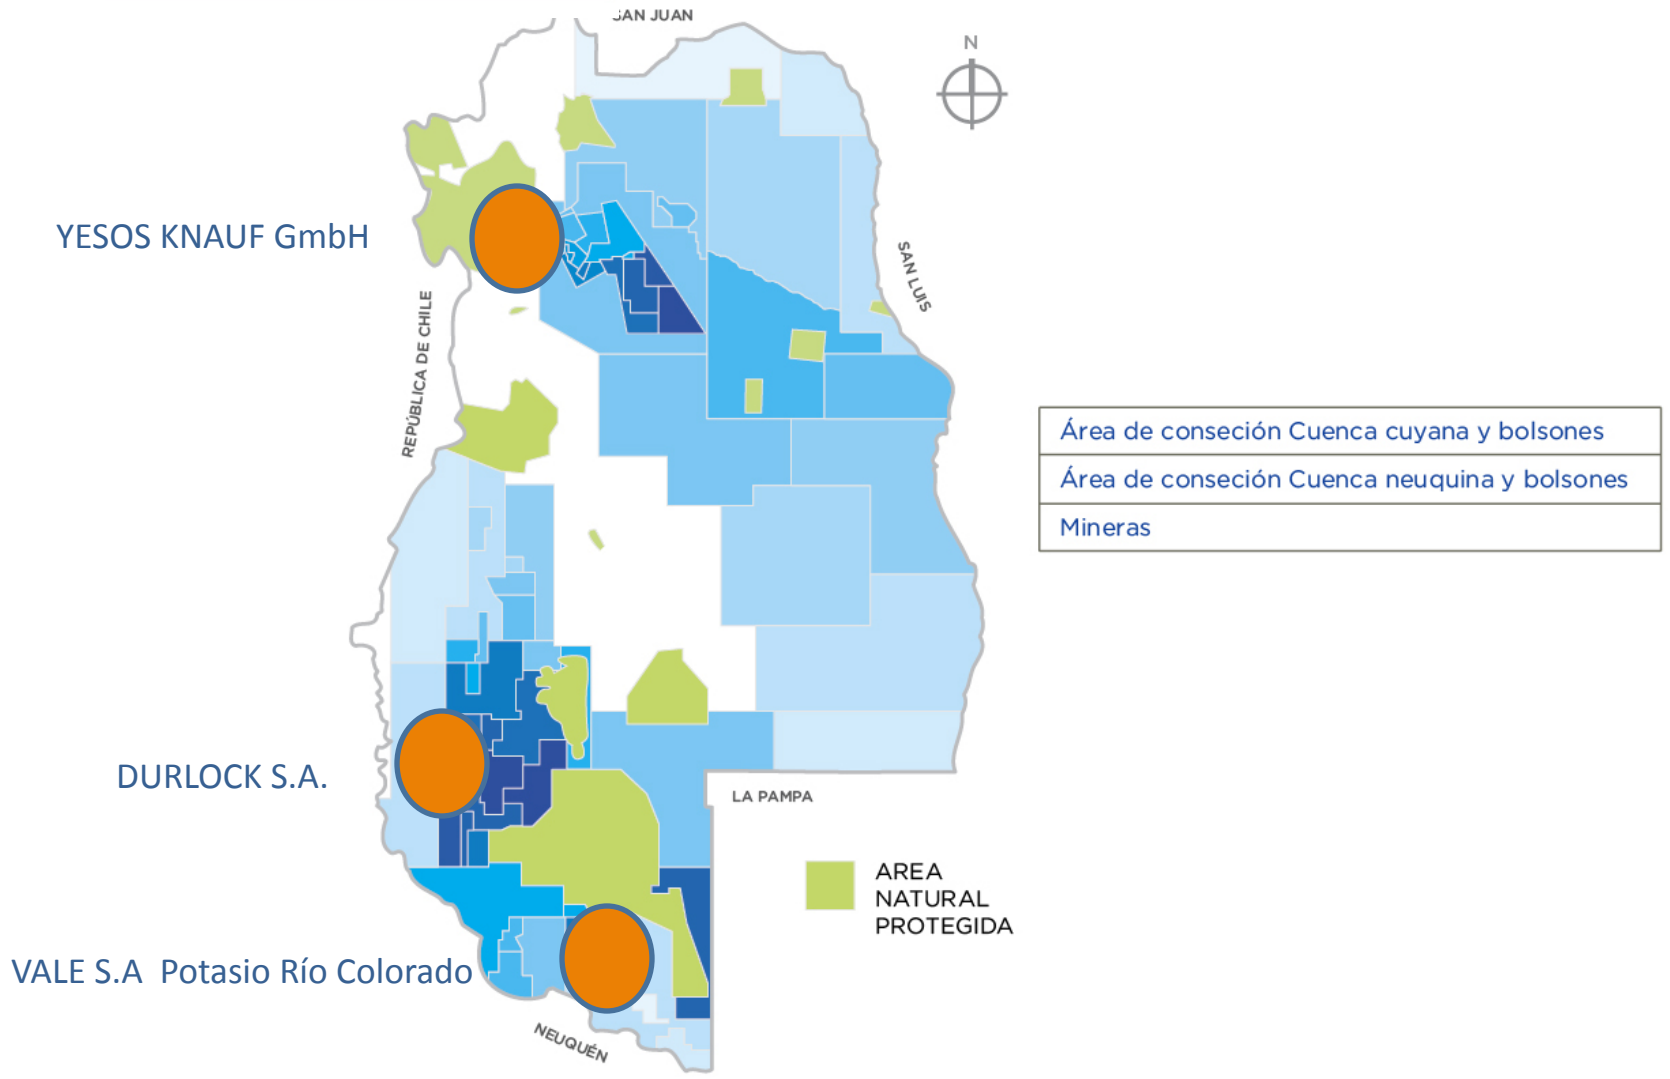 SAN JUAN
N
YESOS KNAUF GmbH
SAN LUIS
REPÚBLICA DE CHILE
Área de conseción Cuenca cuyana y bolsones
Área de conseción Cuenca neuquina y bolsones
Mineras
DURLOCK S.A.
LA PAMPA
AREA
NATURAL
PROTEGIDA
VALE S.A Potasio Río Colorado
NEUQUÉN